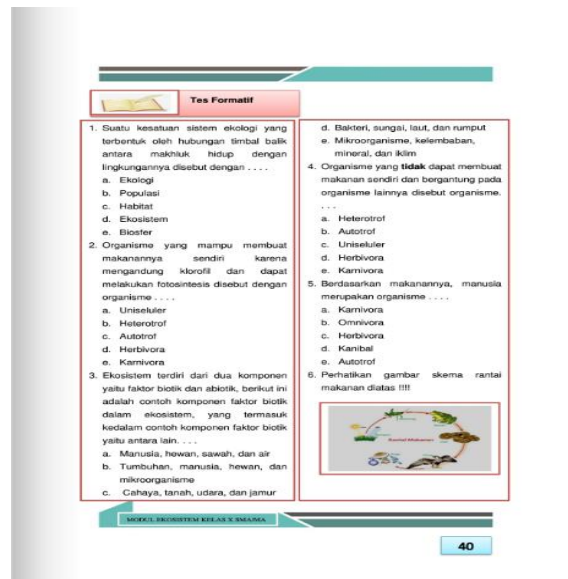 Tes Formatif
1. Suatu kesatuan sistem ekologi yang
terbentuk oleh hubungan timbal balik
antara makhluk hidup dengan
lingkungannya disebut dengan . . . .
a. Ekologi
b. Populasi
c. Habitat
d. Ekosistem
e. Biosfer
2. Organisme yang mampu membuat
makanannya sendiri karena
mengandung klorofil dan dapat
melakukan fotosintesis disebut dengan
organisme . . . .
a. Uniseluler
b. Heterotrof
c. Autotrof
d. Herbivora
e. Karnivora
3. Ekosistem terdiri dari dua komponen
yaitu faktor biotik dan abiotik, berikut ini
adalah contoh komponen faktor biotik
dalam ekosistem, yang termasuk
kedalam contoh komponen faktor biotik
yaitu antara lain. . . .
a. Manusia, hewan, sawah, dan air
b. Tumbuhan, manusia, hewan, dan
mikroorganisme
c. Cahaya, tanah, udara, dan jamur
d. Bakteri, sungai, laut, dan rumput
e. Mikroorganisme, kelembaban,
mineral, dan iklim
4. Organisme yang tidak dapat membuat
makanan sendiri dan bergantung pada
organisme lainnya disebut organisme.
. . .
a. Heterotrof
b. Autotrof
c. Uniseluler
d. Herbivora
e. Karnivora
5. Berdasarkan makanannya, manusia
merupakan organisme . . . .
a. Karnivora
b. Omnivora
c. Herbivora
d. Kanibal
e. Autotrof
6. Perhatikan gambar skema rantai
makanan diatas !!!!
Rantai Makanan
MODUL EKOSISTEM KELAS X SMA/MA
40